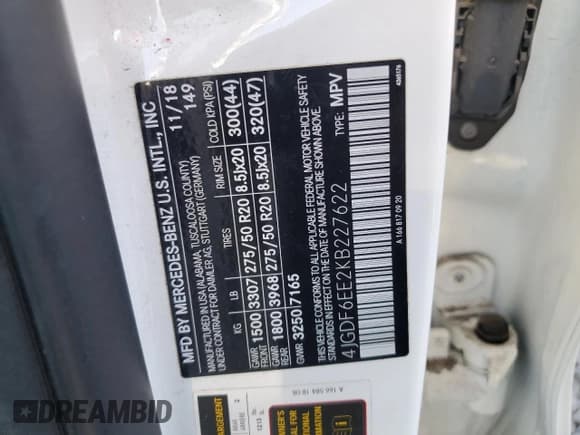 MFD BY MERCEDES-BENZ U.S. INTL., INC
MANUFACTURED IN USA (ALABAMA, TUSCALOOSA COUNTY)
UNDER CONTRACT FOR DAIMLER AG, STUTTGART (GERMANY)
11/18
149
KG LB TIRES RIM SIZE COLD KPA(PSI)
GAWR FRONT 1500 3307 275/50 R20 8.5Jx20 300(44)
GAWR REAR 1800 3968 275/50 R20 8.5Jx20 320(47)
GVWR 3250 7165
THIS VEHICLE CONFORMS TO ALL APPLICABLE FEDERAL MOTOR VEHICLE SAFETY
STANDARDS IN EFFECT ON THE DATE OF MANUFACTURE SHOWN ABOVE.
4JGDF6EE2KB227622 TYPE: MPV
A 166 817 09 20
A 166 584 18 08
DREAMBID